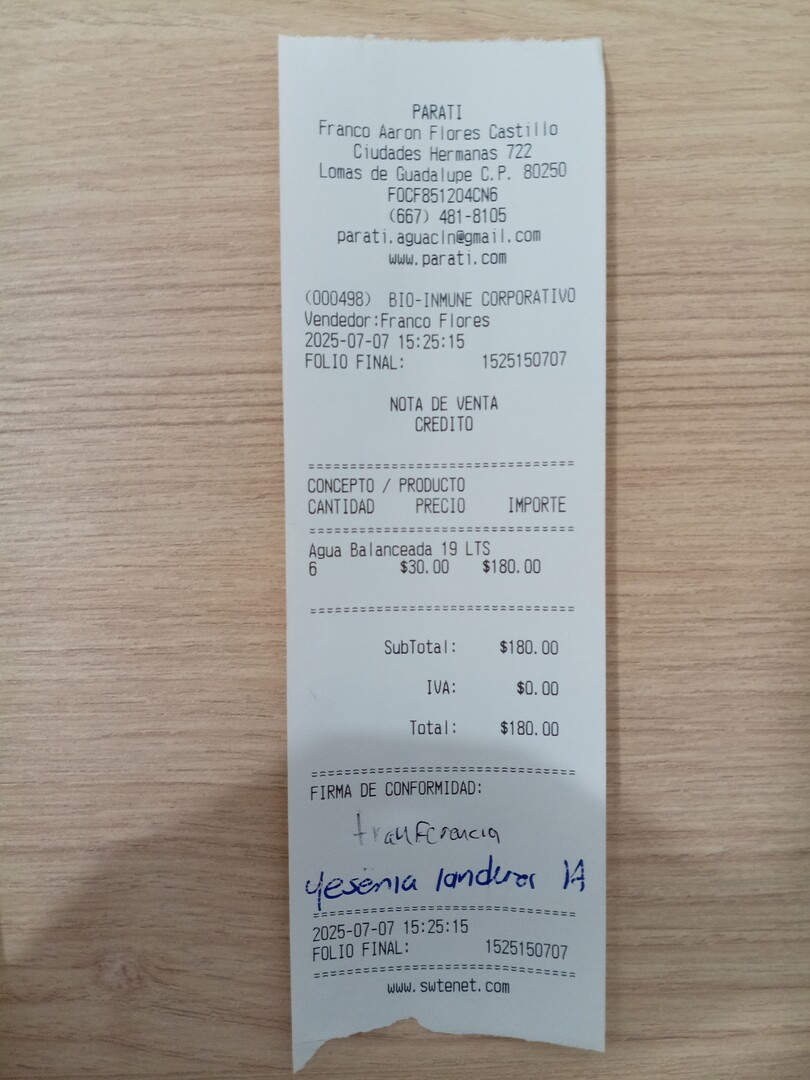 PARATI
Franco Aaron Flores Castillo
Ciudades Hermanas 722
Lomas de Guadalupe C.P. 80250
FOCF851204CN6
(667) 481-8105
parati.aguacln@gmail.com
www.parati.com
(000498) BIO-INMUNE CORPORATIVO
Vendedor:Franco Flores
2025-07-07 15:25:15
FOLIO FINAL: 1525150707
NOTA DE VENTA
CREDITO
==============================
CONCEPTO / PRODUCTO
CANTIDAD PRECIO IMPORTE
==============================
Agua Balanceada 19 LTS
6 $30.00 $180.00
==============================
SubTotal: $180.00
IVA: $0.00
Total: $180.00
==============================
FIRMA DE CONFORMIDAD:
yesenia
==============================
2025-07-07 15:25:15
FOLIO FINAL: 1525150707
==============================
www.swtenet.com